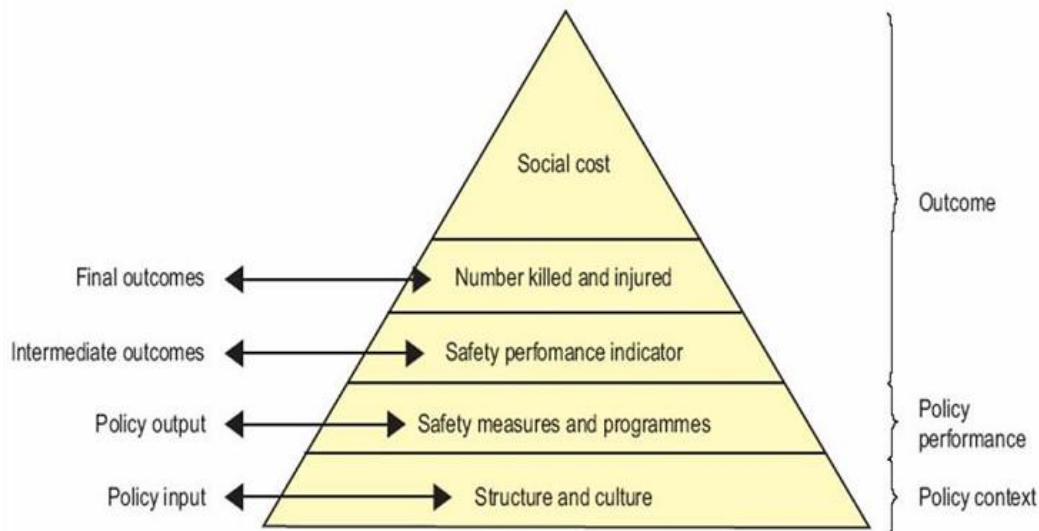 Social cost
Outcome
Final outcomes
Number killed and injured
Intermediate outcomes
Safety perfomance indicator
Policy output
Safety measures and programmes
Policy
performance
Policy input
Structure and culture
Policy context